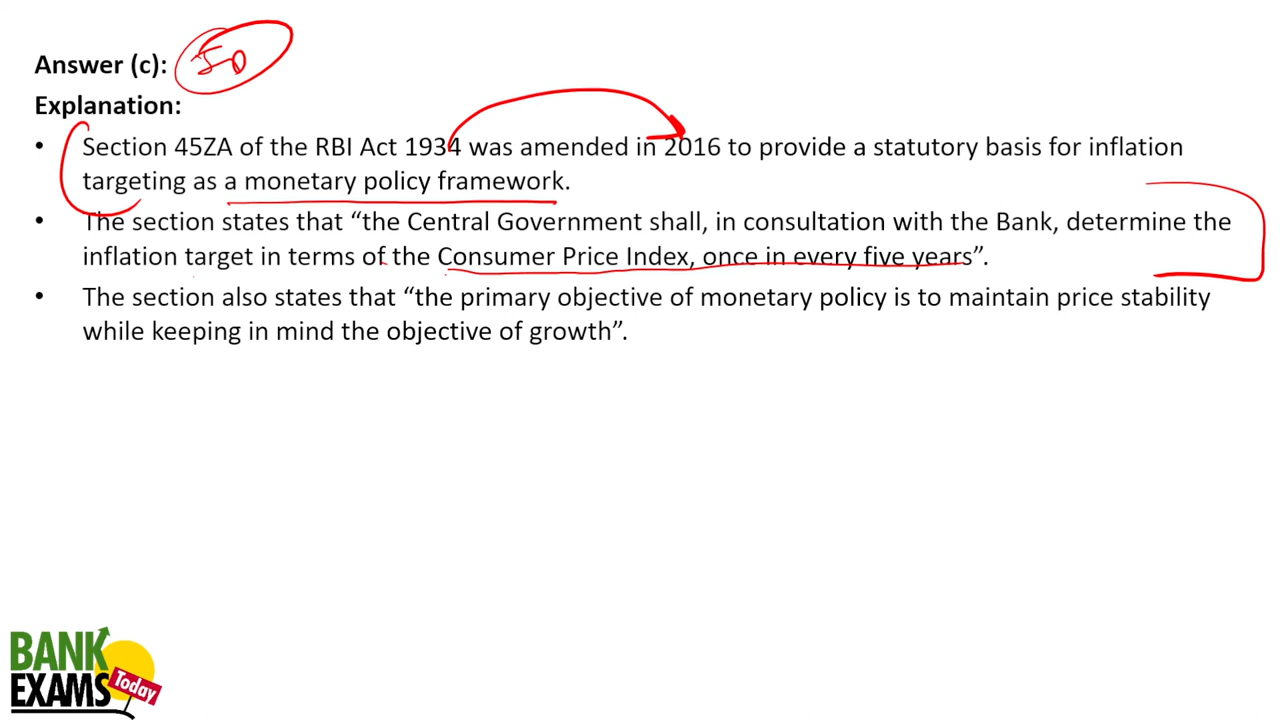 Answer (c):
Explanation:
• Section 45ZA of the RBI Act 1934 was amended in 2016 to provide a statutory basis for inflation
targeting as a monetary policy framework.
• The section states that “the Central Government shall, in consultation with the Bank, determine the
inflation target in terms of the Consumer Price Index, once in every five years”.
• The section also states that “the primary objective of monetary policy is to maintain price stability
while keeping in mind the objective of growth”.
BANK
EXAMS
Today